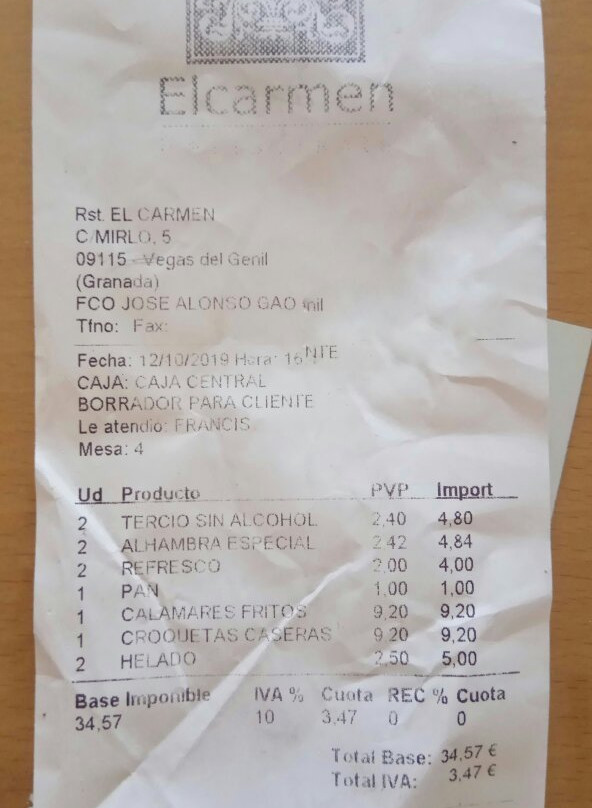 Elcarmen
Rst. EL CARMEN
C/MIRLO, 5
09115 - Vegas del Genil
(Granada)
FCO JOSE ALONSO GAO
Tfno: Fax:
Fecha: 12/10/2019 Hora: 16
CAJA: CAJA CENTRAL
BORRADOR PARA CLIENTE
Le atendio: FRANCIS
Mesa: 4
Ud Producto PVP Import
2 TERCIO SIN ALCOHOL 2,40 4,80
2 ALHAMBRA ESPECIAL 2,42 4,84
2 REFRESCO 2,00 4,00
1 PAN 1,00 1,00
1 CALAMARES FRITOS 9,20 9,20
1 CROQUETAS CASERAS 9,20 9,20
2 HELADO 2,50 5,00
Base Imponible IVA % Cuota REC % Cuota
34,57 10 3,47 0 0
Total Base: 34,57 €
Total IVA: 3,47 €